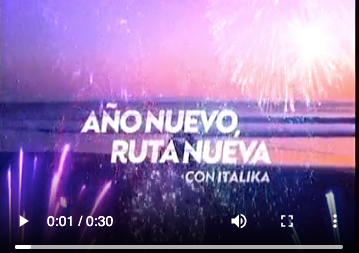 AÑO NUEVO,
RUTA NUEVA
CON ITALIKA
0:01 / 0:30